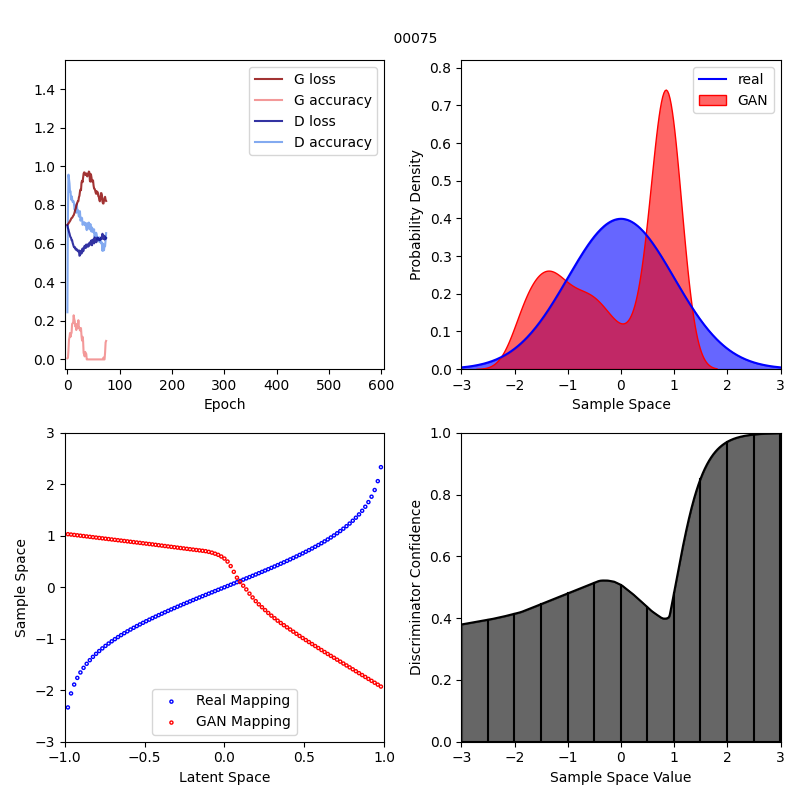 00075
1.4
1.2
1.0
0.8
0.6
0.4
0.2
0.0
G loss
G accuracy
D loss
D accuracy
0 100 200 300 400 500 600
Epoch
Probability Density
0.8
0.7
0.6
0.5
0.4
0.3
0.2
0.1
0.0
real
GAN
−3 −2 −1 0 1 2 3
Sample Space
Sample Space
3
2
1
0
−1
−2
−3
Real Mapping
GAN Mapping
−1.0 −0.5 0.0 0.5 1.0
Latent Space
Discriminator Confidence
1.0
0.8
0.6
0.4
0.2
0.0
−3 −2 −1 0 1 2 3
Sample Space Value